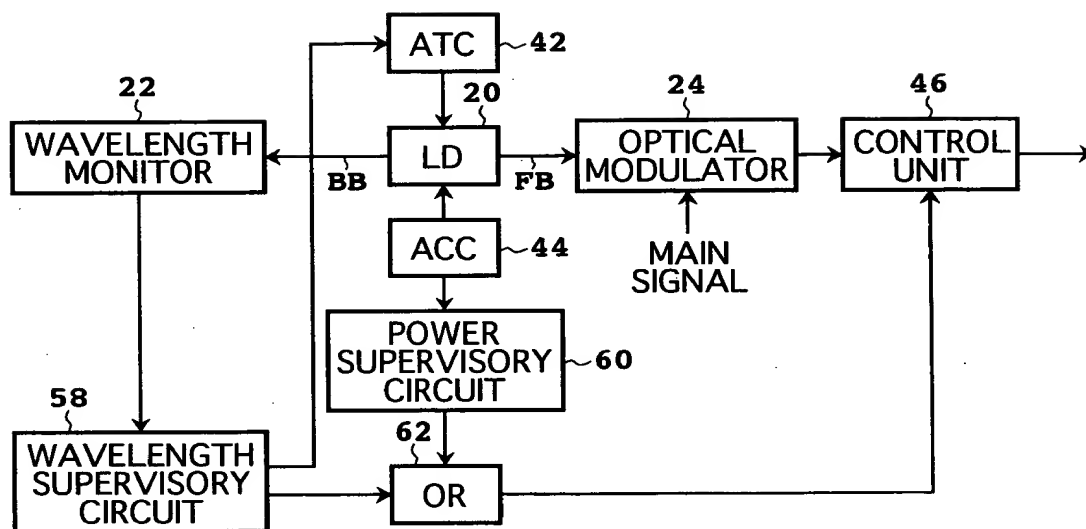 ATC
42
22
20
24
46
WAVELENGTH
MONITOR
BB
LD
FB
OPTICAL
MODULATOR
CONTROL
UNIT
ACC
44
MAIN
SIGNAL
POWER
SUPERVISORY
CIRCUIT
60
58
62
WAVELENGTH
SUPERVISORY
CIRCUIT
OR